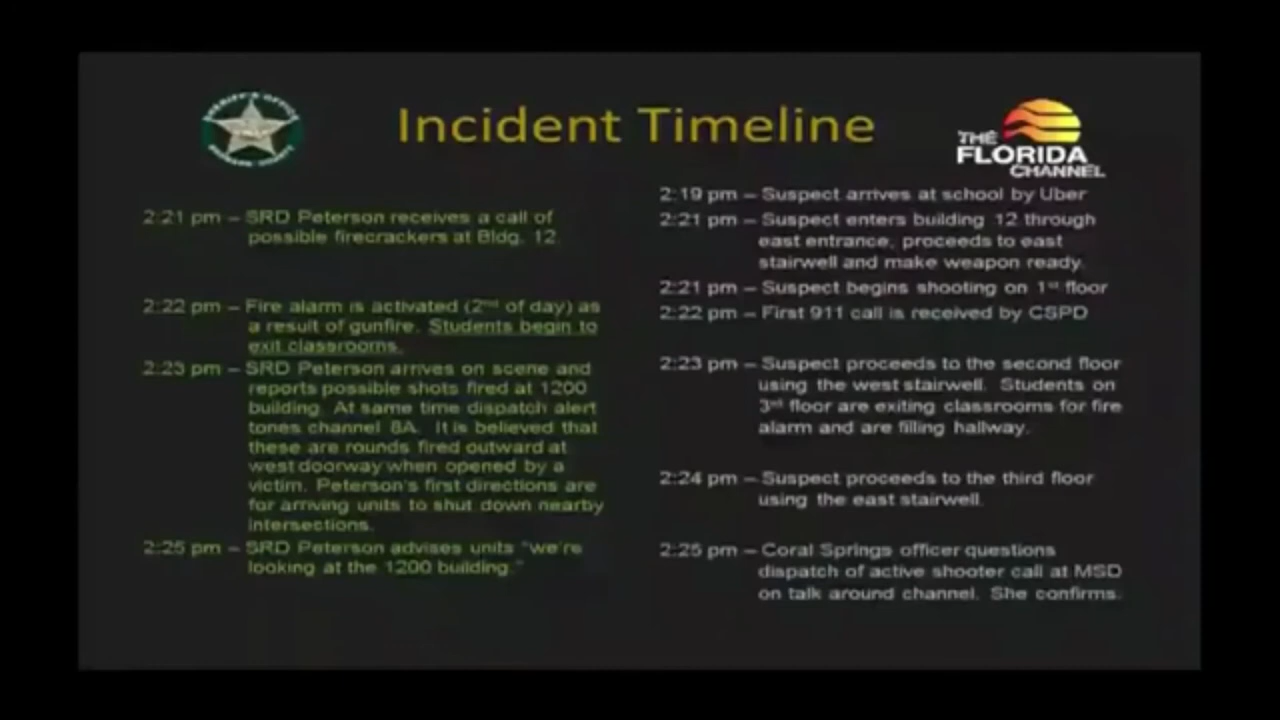 Incident Timeline
THE
FLORIDA
CHANNEL
2:21 pm – SRD Peterson receives a call of
possible firecrackers at Bldg. 12
2:22 pm – Fire alarm is activated (2nd of day) as
a result of gunfire. Students begin to
exit classrooms.
2:23 pm – SRD Peterson arrives on scene and
reports possible shots fired at 1200
building. At same time dispatch alert
tones channel 8A. It is believed that
these are rounds fired outward at
west doorway when opened by a
victim. Peterson's first directions are
for arriving units to shut down nearby
intersections.
2:25 pm – SRD Peterson advises units "we're
looking at the 1200 building."
2:19 pm – Suspect arrives at school by Uber
2:21 pm – Suspect enters building 12 through
east entrance, proceeds to east
stairwell and make weapon ready.
2:21 pm – Suspect begins shooting on 1st floor
2:22 pm – First 911 call is received by CSPD
2:23 pm – Suspect proceeds to the second floor
using the west stairwell. Students on
3rd floor are exiting classrooms for fire
alarm and are filling hallway.
2:24 pm – Suspect proceeds to the third floor
using the east stairwell.
2:25 pm – Coral Springs officer questions
dispatch of active shooter call at MSD
on talk around channel. She confirms.